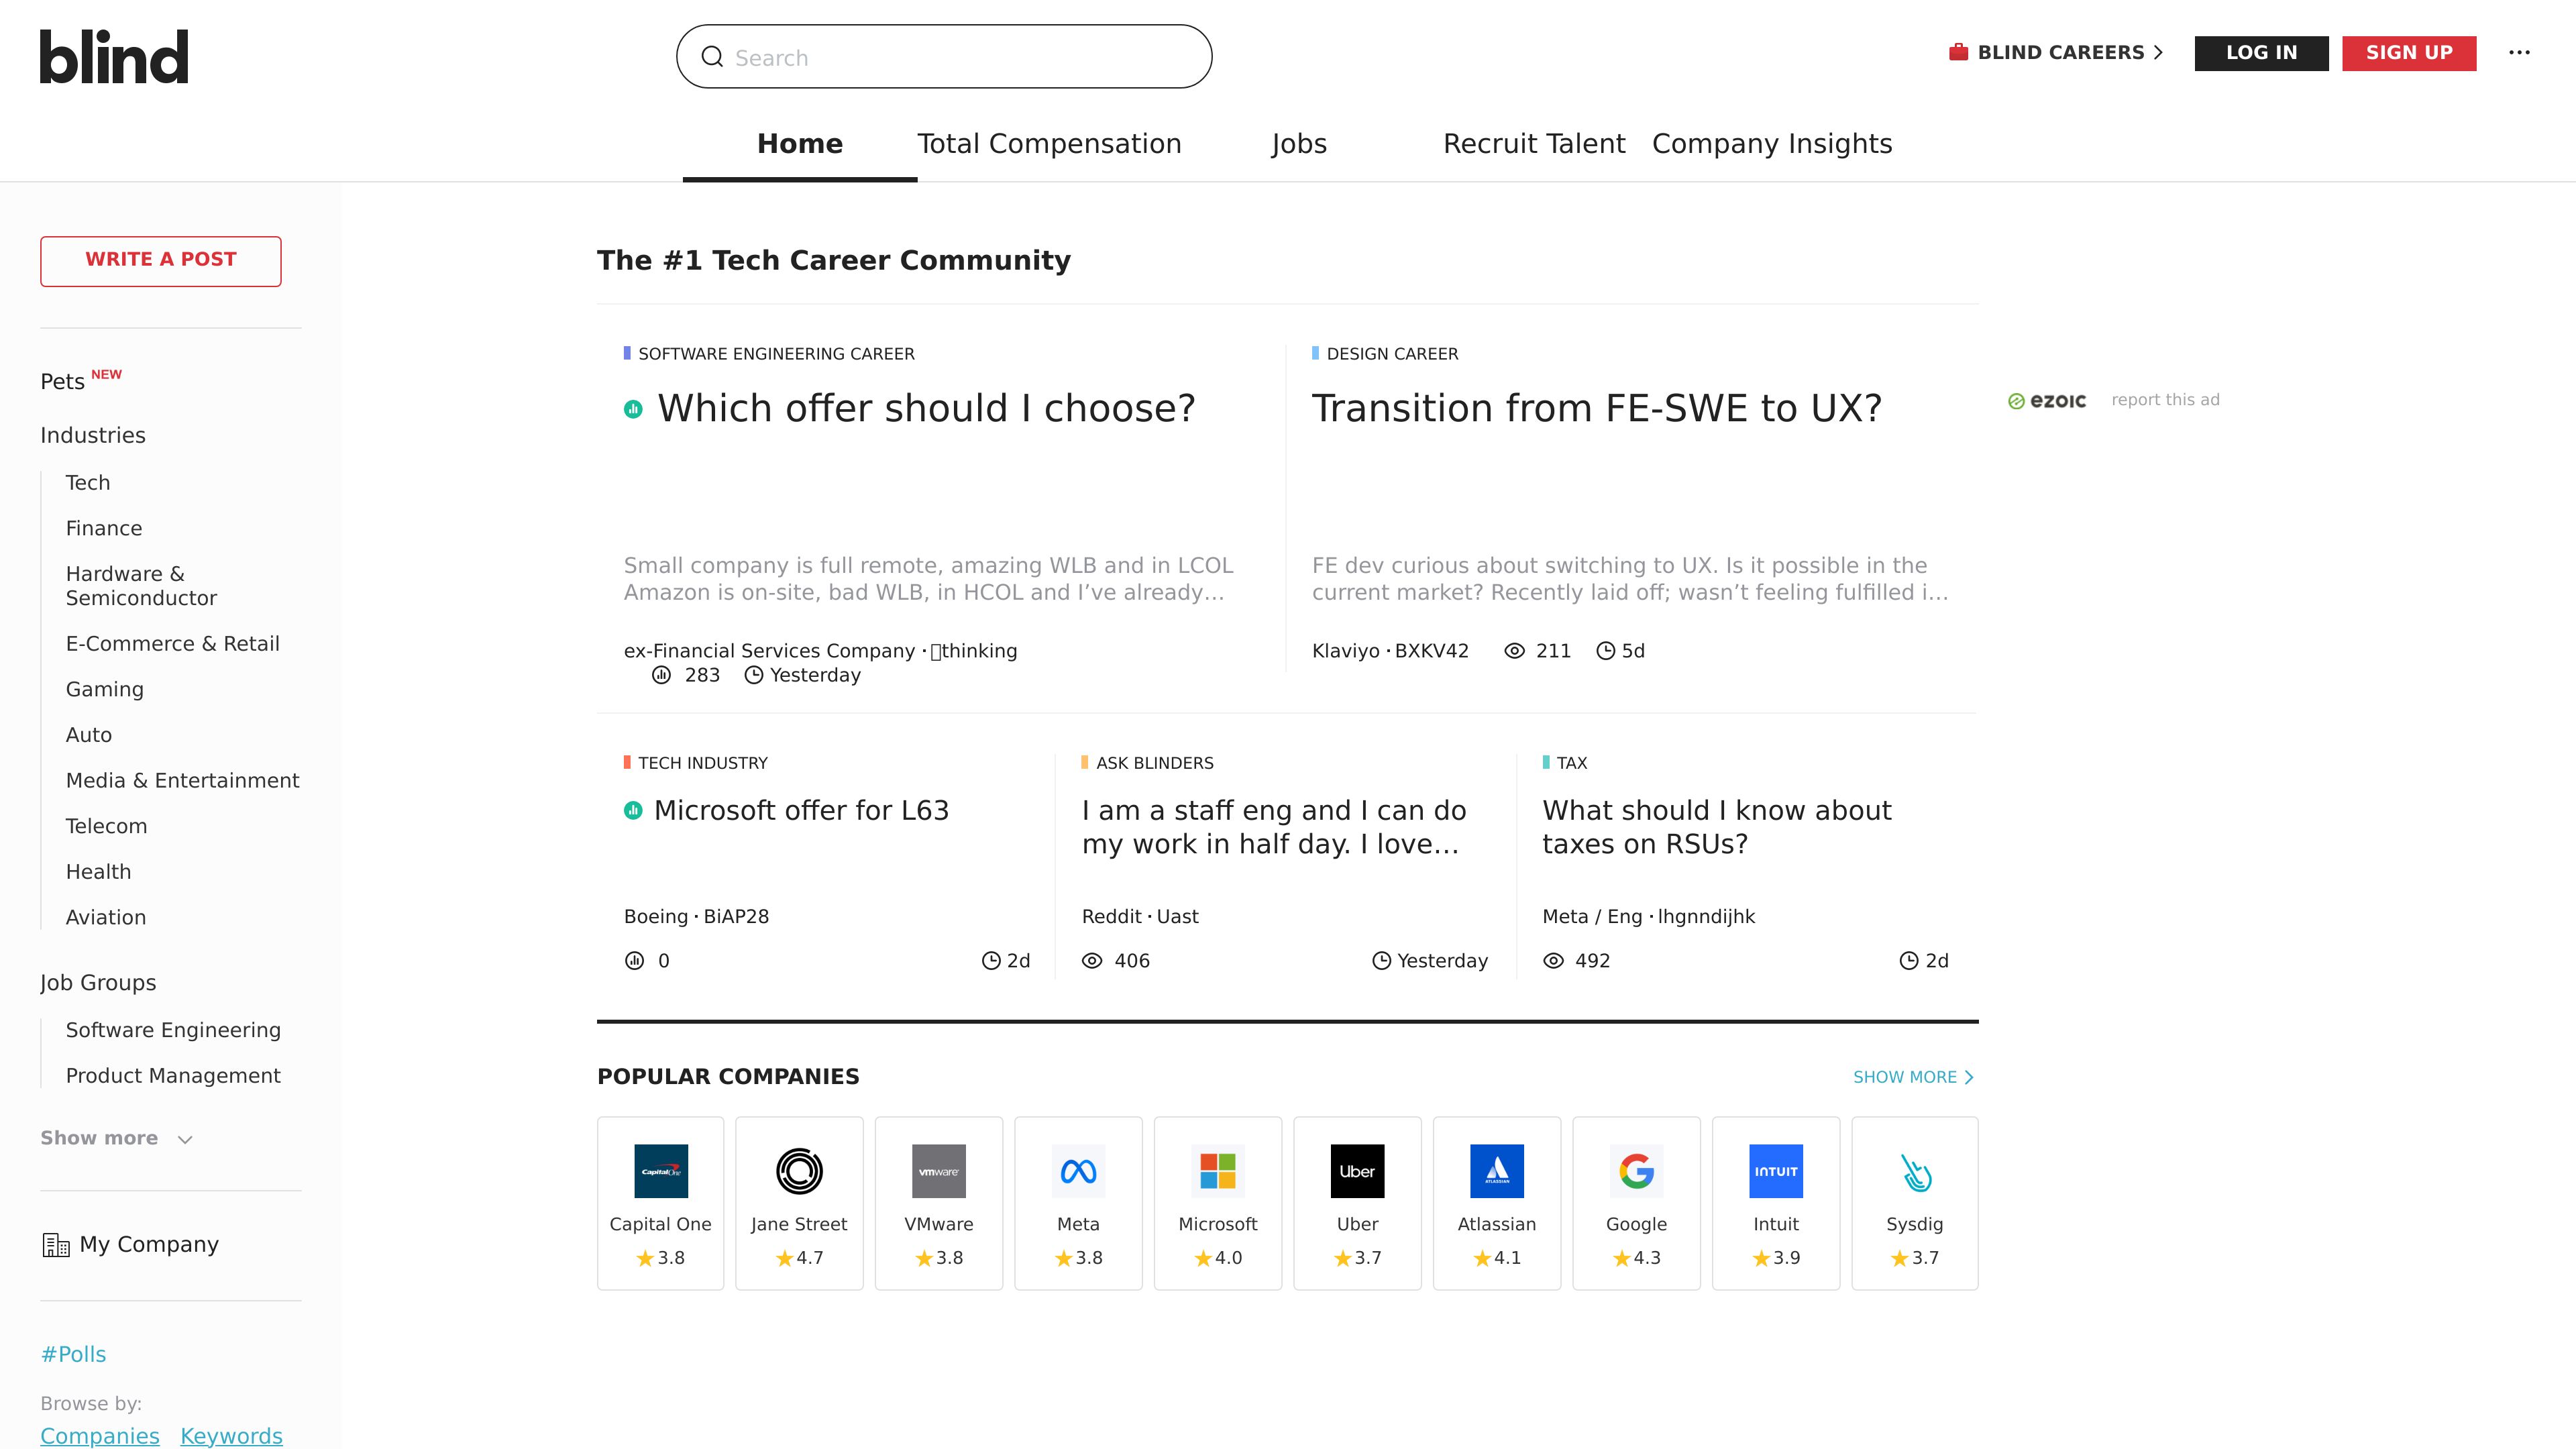 blind
Search
BLIND CAREERS
LOG IN
SIGN UP
Home
Total Compensation
Jobs
Recruit Talent
Company Insights
WRITE A POST
Pets NEW
Industries
Tech
Finance
Hardware &
Semiconductor
E-Commerce & Retail
Gaming
Auto
Media & Entertainment
Telecom
Health
Aviation
Job Groups
Software Engineering
Product Management
Show more
My Company
#Polls
Browse by:
Companies Keywords
The #1 Tech Career Community
SOFTWARE ENGINEERING CAREER
Which offer should I choose?
Small company is full remote, amazing WLB and in LCOL
Amazon is on-site, bad WLB, in HCOL and I’ve already…
ex-Financial Services Company · thinking
283 Yesterday
DESIGN CAREER
Transition from FE-SWE to UX?
FE dev curious about switching to UX. Is it possible in the
current market? Recently laid off; wasn’t feeling fulfilled i…
Klaviyo · BXKV42 211 5d
TECH INDUSTRY
Microsoft offer for L63
Boeing · BiAP28
0 2d
ASK BLINDERS
I am a staff eng and I can do
my work in half day. I love…
Reddit · Uast
406 Yesterday
TAX
What should I know about
taxes on RSUs?
Meta / Eng · lhgnndijhk
492 2d
ezoic report this ad
POPULAR COMPANIES
SHOW MORE
Capital One
Capital One
3.8
Jane Street
4.7
vmware
VMware
3.8
Meta
3.8
Microsoft
4.0
Uber
Uber
3.7
ATLASSIAN
Atlassian
4.1
Google
4.3
INTUIT
Intuit
3.9
Sysdig
3.7